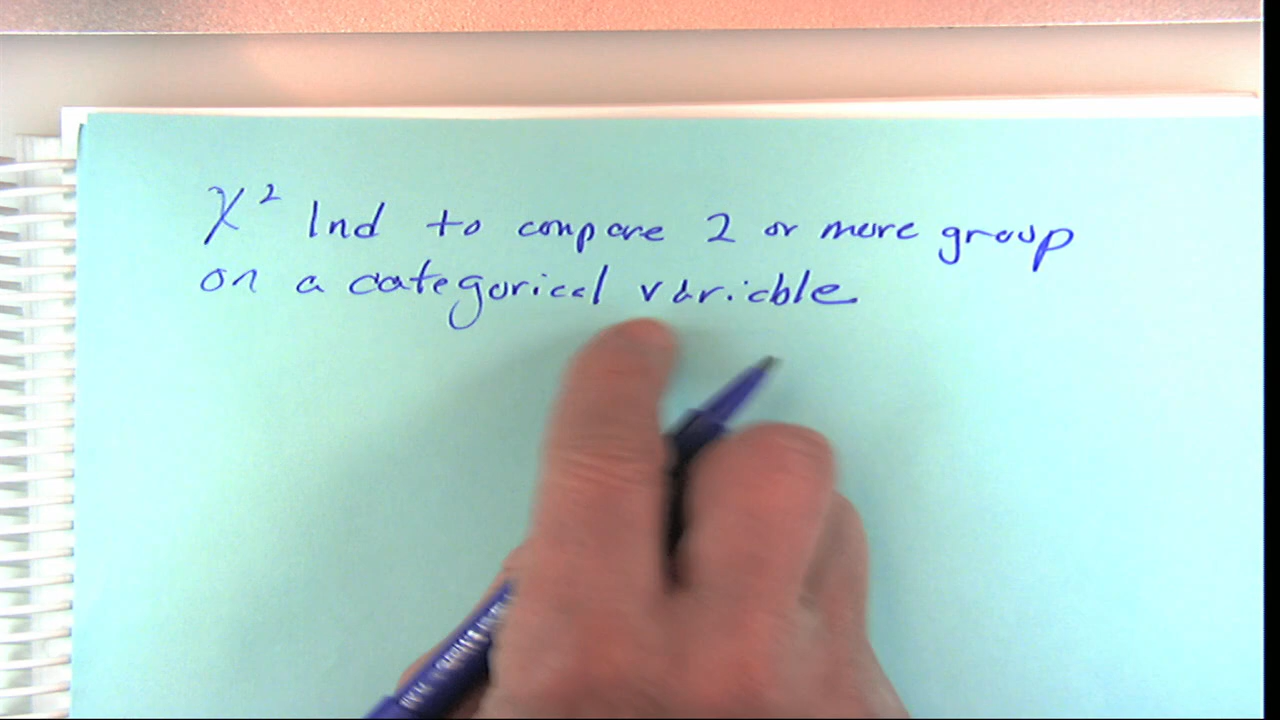 χ² Ind to compare 2 or more group
on a categorical variable